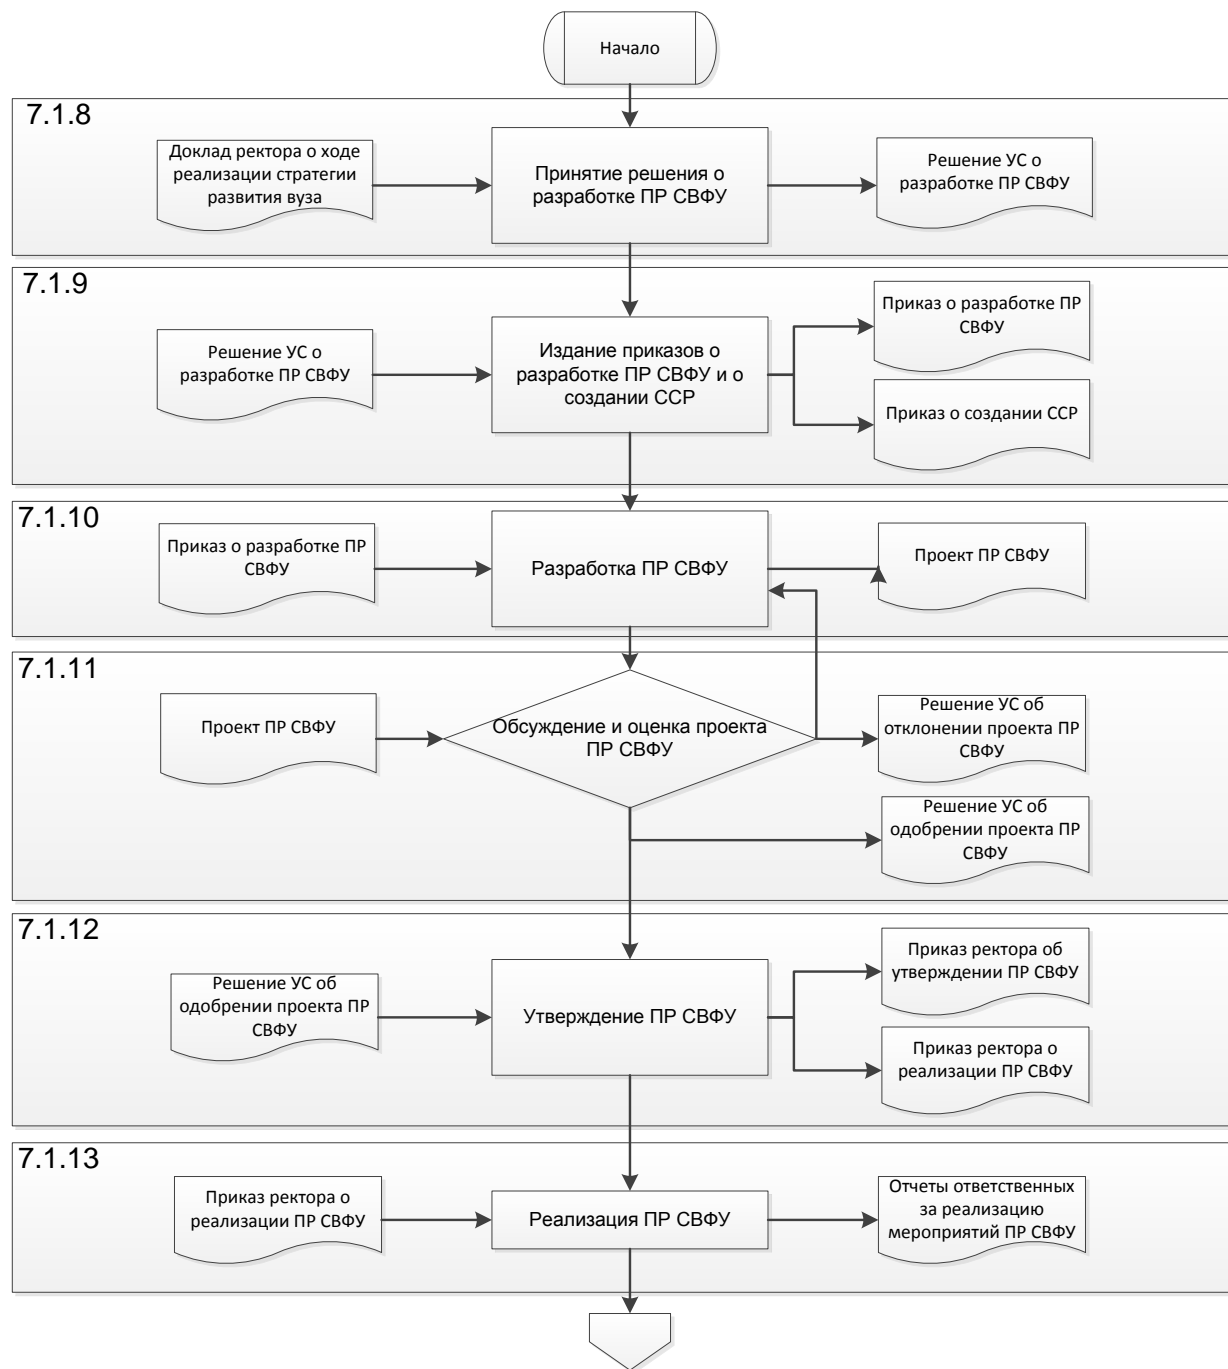 Начало
7.1.8
Доклад ректора о ходе
реализации стратегии
развития вуза
Принятие решения о
разработке ПР СВФУ
Решение УС о
разработке ПР СВФУ
7.1.9
Решение УС о
разработке ПР СВФУ
Издание приказов о
разработке ПР СВФУ и о
создании ССР
Приказ о разработке ПР
СВФУ
Приказ о создании ССР
7.1.10
Приказ о разработке ПР
СВФУ
Разработка ПР СВФУ
Проект ПР СВФУ
7.1.11
Проект ПР СВФУ
Обсуждение и оценка проекта
ПР СВФУ
Решение УС об
отклонении проекта ПР
СВФУ
Решение УС об
одобрении проекта ПР
СВФУ
7.1.12
Решение УС об
одобрении проекта ПР
СВФУ
Утверждение ПР СВФУ
Приказ ректора об
утверждении ПР СВФУ
Приказ ректора о
реализации ПР СВФУ
7.1.13
Приказ ректора о
реализации ПР СВФУ
Реализация ПР СВФУ
Отчеты ответственных
за реализацию
мероприятий ПР СВФУ